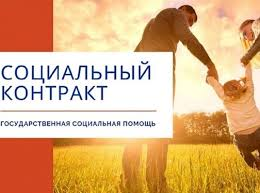 СОЦИАЛЬНЫЙ
КОНТРАКТ
ГОСУДАРСТВЕННАЯ СОЦИАЛЬНАЯ ПОМОЩЬ